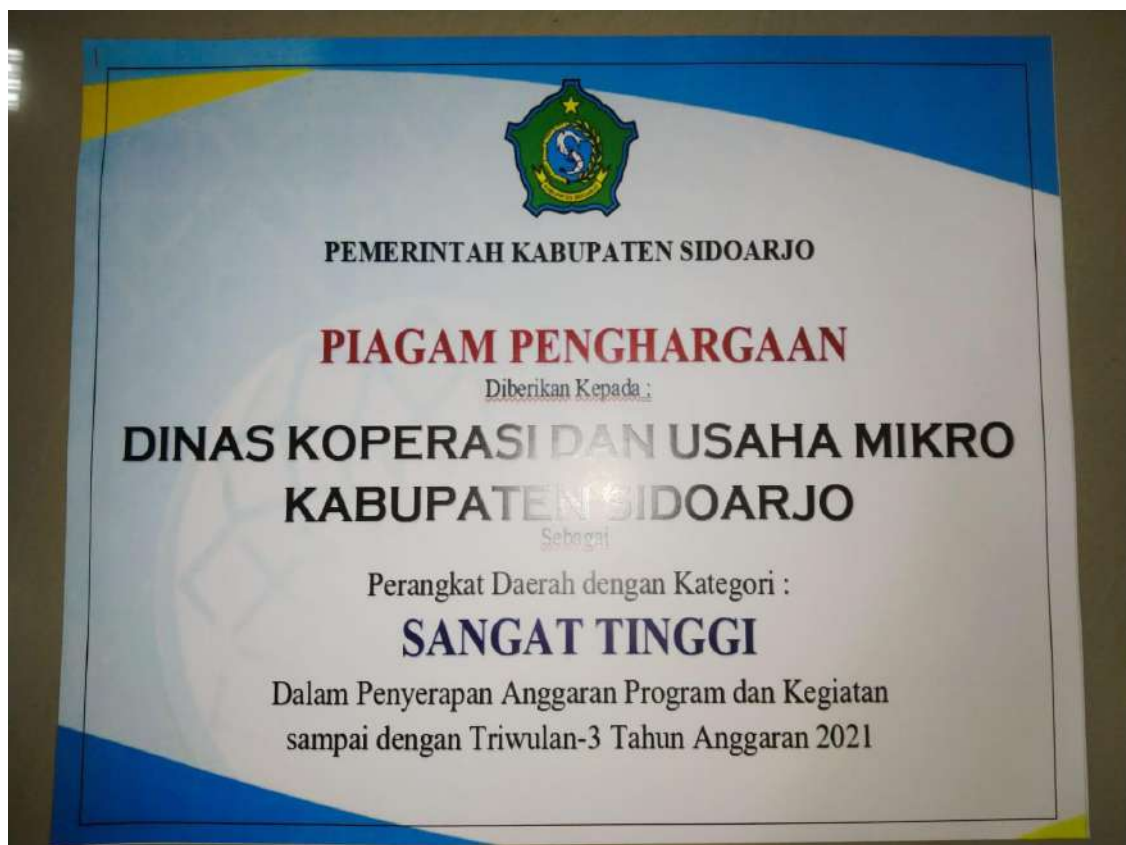 PEMERINTAH KABUPATEN SIDOARJO
PIAGAM PENGHARGAAN
Diberikan Kepada :
DINAS KOPERASI DAN USAHA MIKRO
KABUPATEN SIDOARJO
Sebagai
Perangkat Daerah dengan Kategori :
SANGAT TINGGI
Dalam Penyerapan Anggaran Program dan Kegiatan
sampai dengan Triwulan-3 Tahun Anggaran 2021